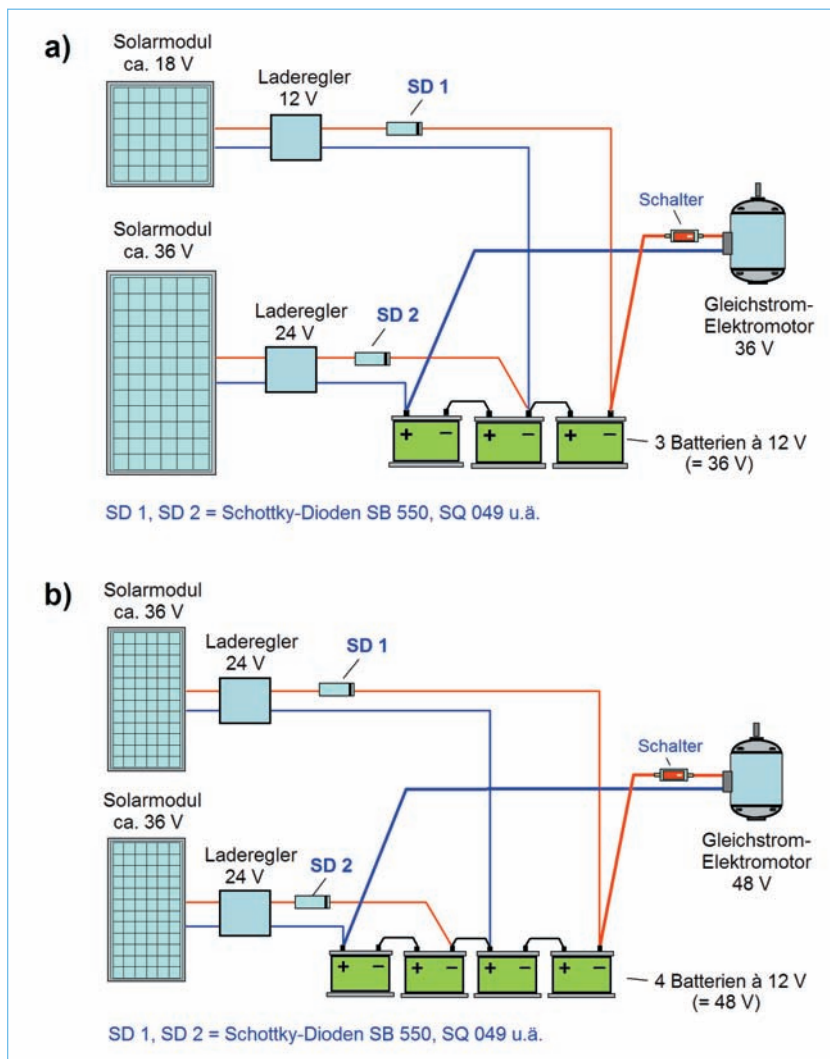 a)
Solarmodul
ca. 18 V
Laderegler
12 V
SD 1
Schalter
Solarmodul
ca. 36 V
Laderegler
24 V
SD 2
Gleichstrom-
Elektromotor
36 V
+ −
+ −
+ −
3 Batterien à 12 V
(= 36 V)
SD 1, SD 2 = Schottky-Dioden SB 550, SQ 049 u.ä.
b)
Solarmodul
ca. 36 V
Laderegler
24 V
SD 1
Schalter
Solarmodul
ca. 36 V
Laderegler
24 V
SD 2
Gleichstrom-
Elektromotor
48 V
+ −
+ −
+ −
+ −
4 Batterien à 12 V
(= 48 V)
SD 1, SD 2 = Schottky-Dioden SB 550, SQ 049 u.ä.